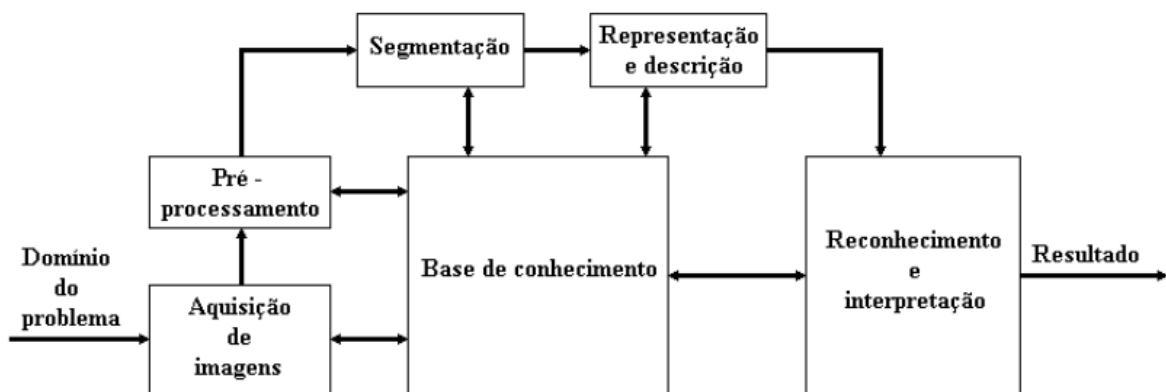 Segmentação
Representação
e descrição
Pré -
processamento
Domínio
do
problema
Aquisição
de
imagens
Base de conhecimento
Reconhecimento
e
interpretação
Resultado